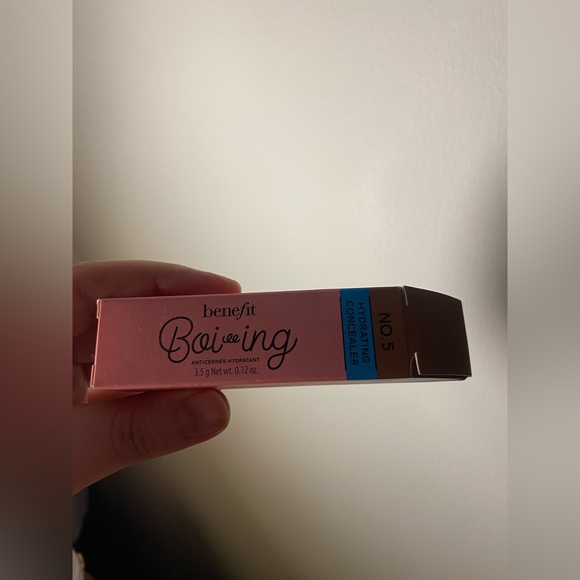 benefit
Boi-ing
ANTICERNES HYDRATANT
3.5 g Net wt. 0.12 oz.
HYDRATING
CONCEALER
NO. 5